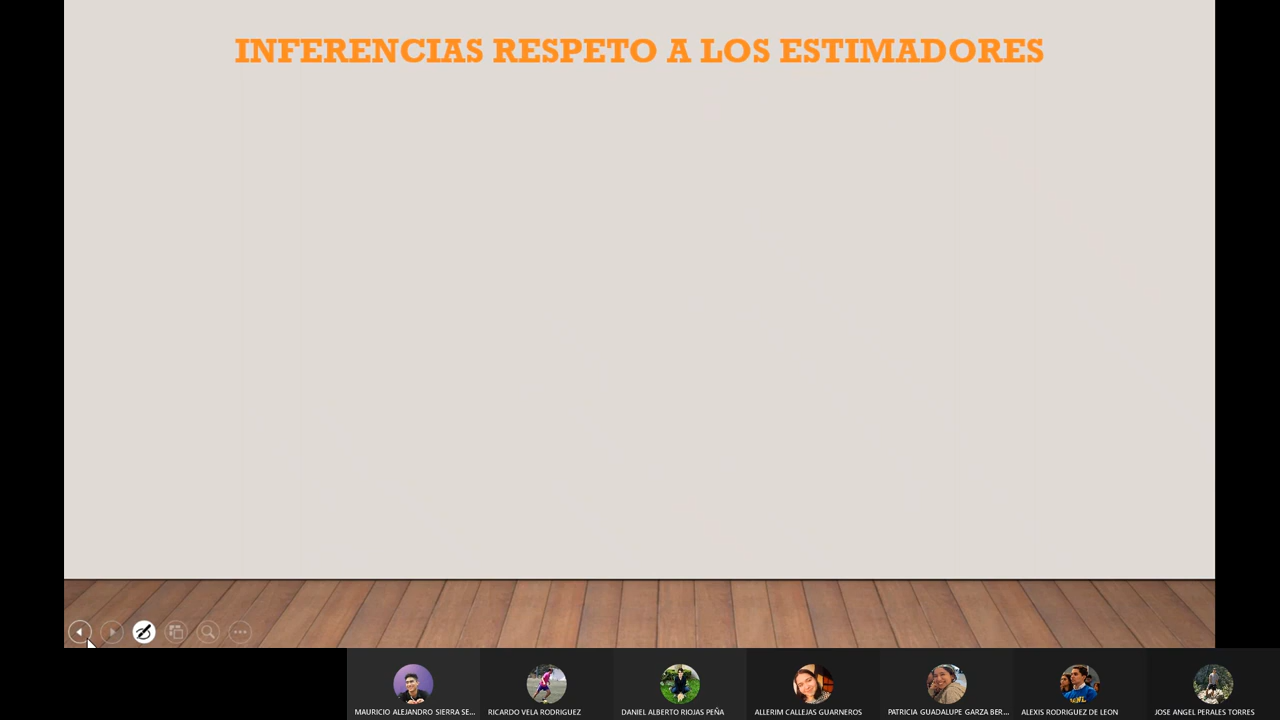 INFERENCIAS RESPETO A LOS ESTIMADORES
MAURICIO ALEJANDRO SIERRA SE...
RICARDO VELA RODRIGUEZ
DANIEL ALBERTO RIOJAS PEÑA
ALLERIM CALLEJAS GUARNEROS
PATRICIA GUADALUPE GARZA BER...
ALEXIS RODRIGUEZ DE LEON
JOSE ANGEL PERALES TORRES